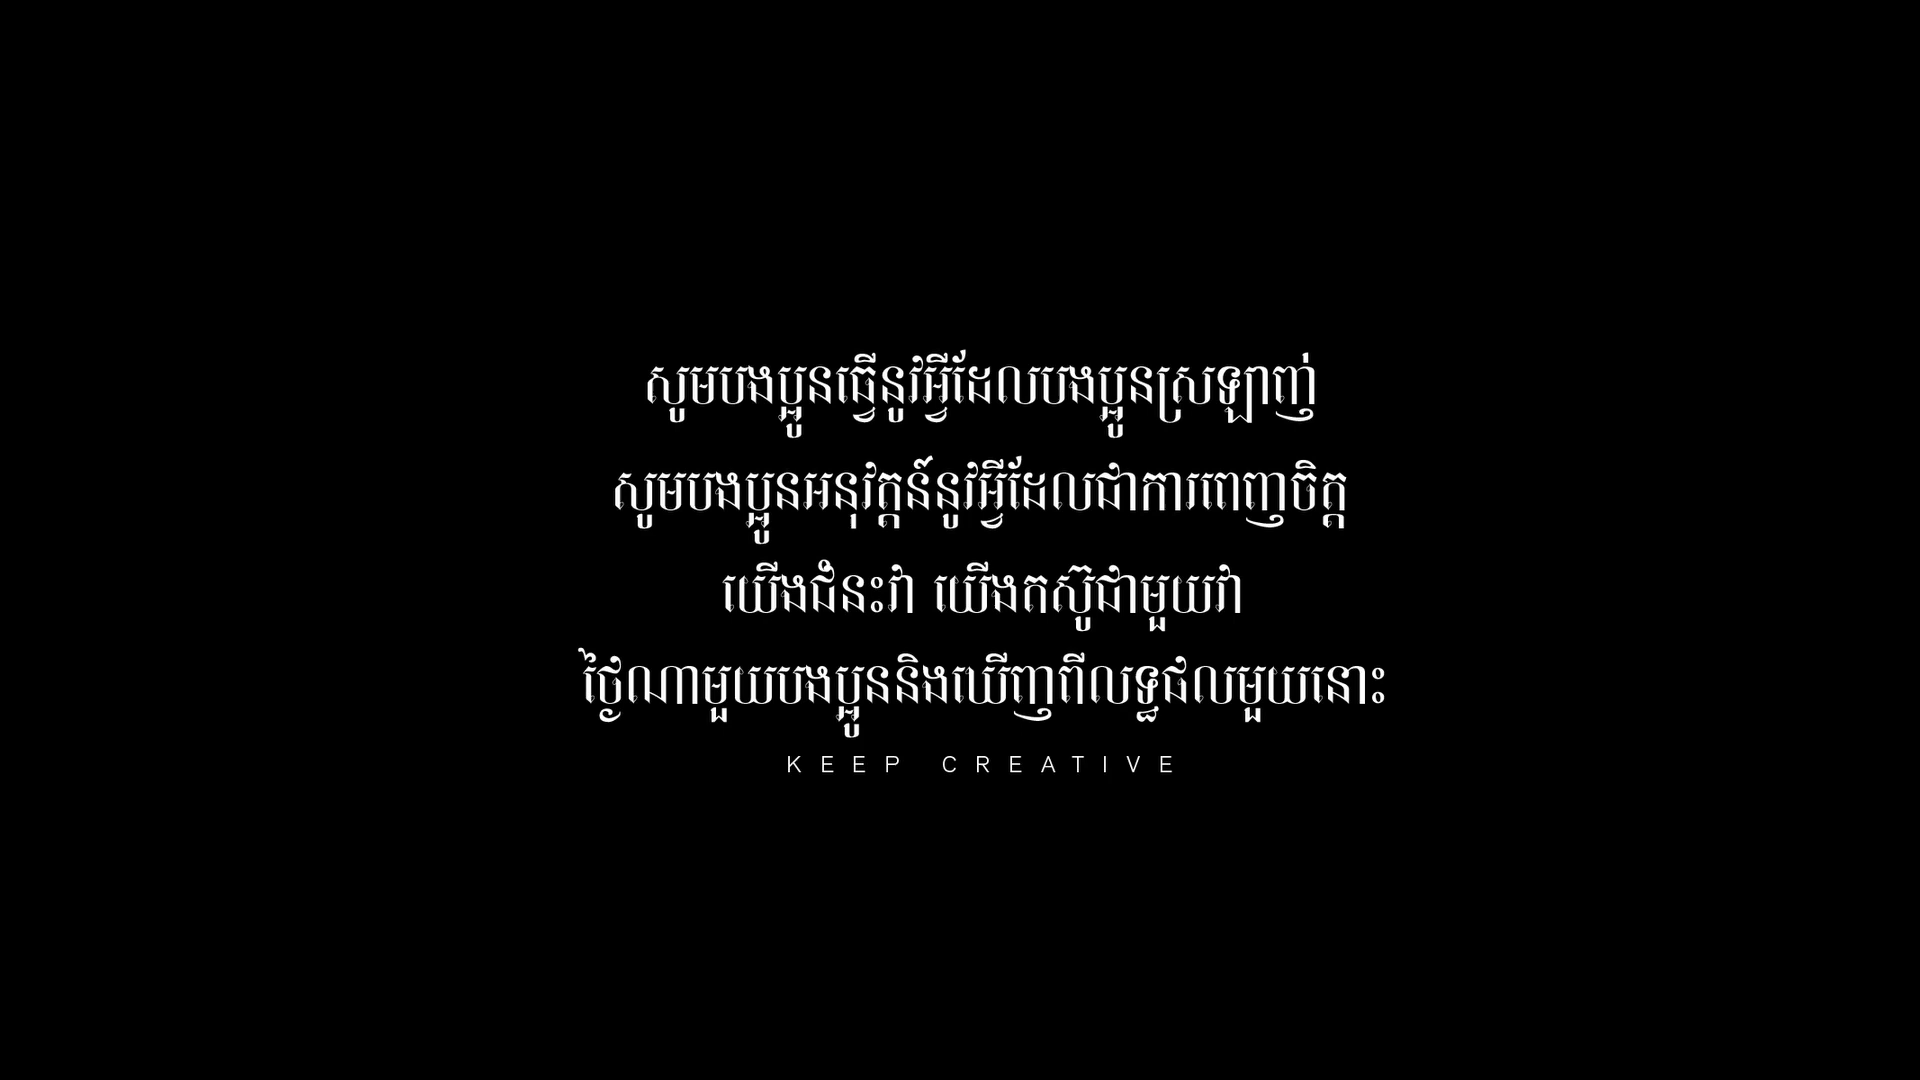 សូមបងប្អូនធ្វើនូវអ្វីដែលបងប្អូនស្រឡាញ់
សូមបងប្អូនអនុវត្តន៍នូវអ្វីដែលជាការពេញចិត្ត
យើងជំនះវា យើងតស៊ូជាមួយវា
ថ្ងៃណាមួយបងប្អូននិងឃើញពីលទ្ធផលមួយនោះ
KEEP CREATIVE